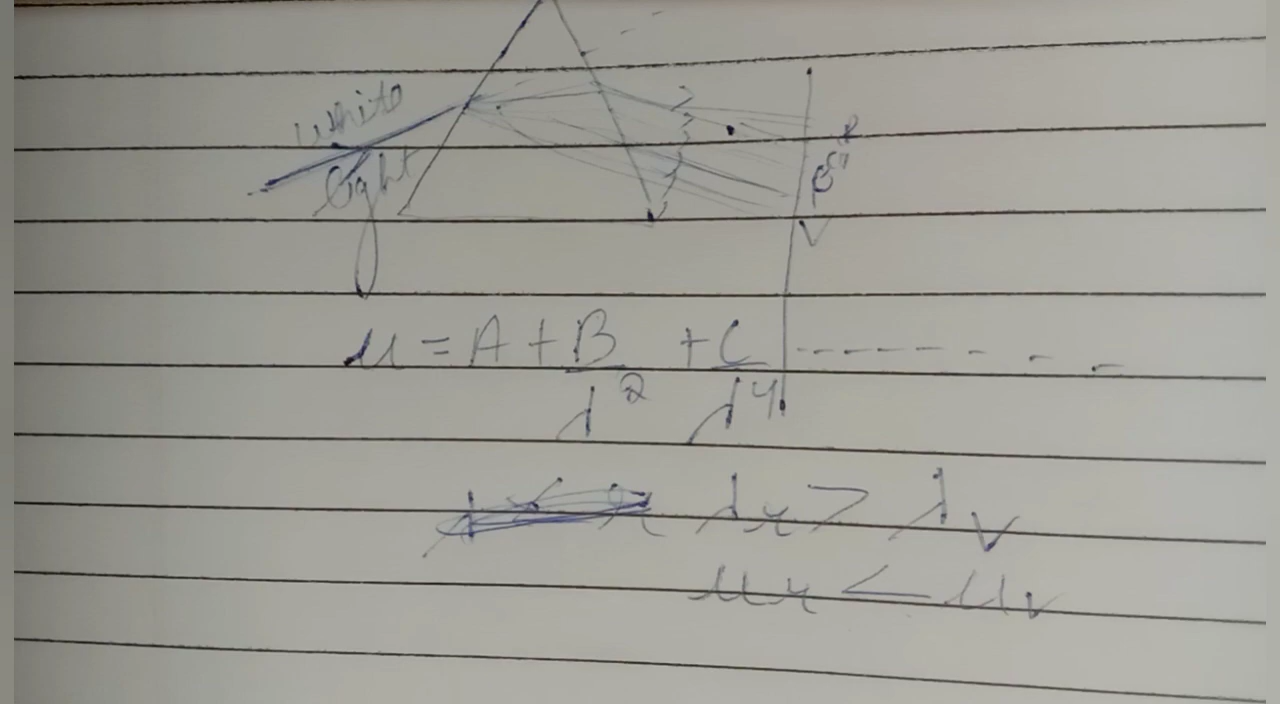 White
light
R
V
μ = A + B/λ² + C/λ⁴ ---------
λr > λv
μr < μv